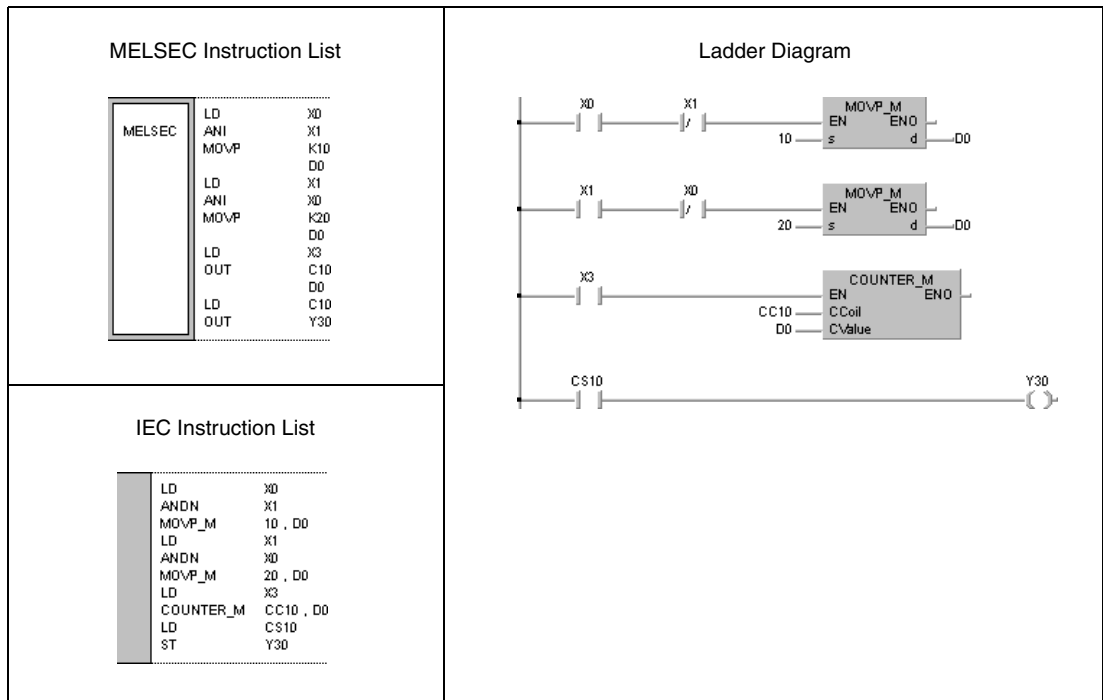 MELSEC Instruction List
MELSEC
LD X0
ANI X1
MOVP K10
D0
LD X1
ANI X0
MOVP K20
D0
LD X3
OUT C10
D0
LD C10
OUT Y30
IEC Instruction List
LD X0
ANDN X1
MOVP_M 10 , D0
LD X1
ANDN X0
MOVP_M 20 , D0
LD X3
COUNTER_M CC10 , D0
LD CS10
ST Y30
Ladder Diagram
X0 X1 MOVP_M
EN ENO
10 s d D0
X1 X0 MOVP_M
EN ENO
20 s d D0
X3 COUNTER_M
EN ENO
CC10 CCoil
D0 CValue
CS10 Y30